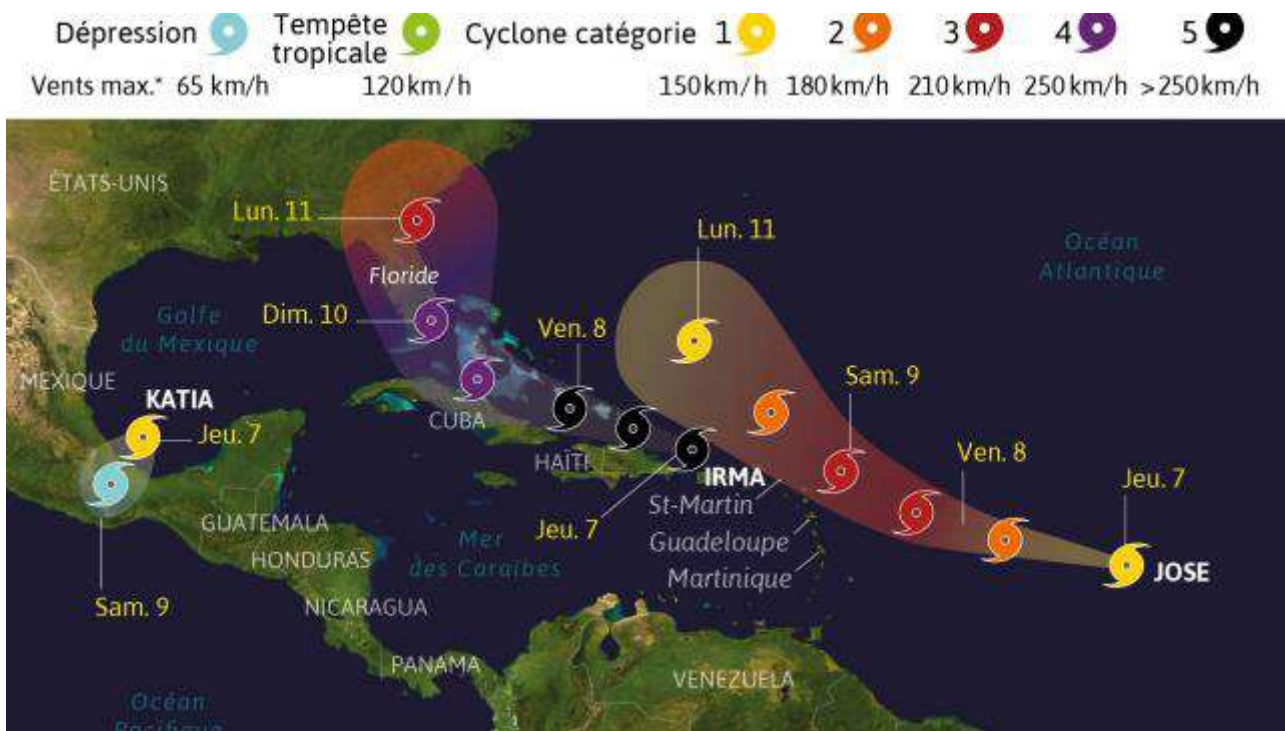 Dépression
Tempête
tropicale
Cyclone catégorie 1 2 3 4 5
Vents max.* 65 km/h 120km/h 150km/h 180km/h 210km/h 250km/h >250km/h
ÉTATS-UNIS
Lun. 11
Lun. 11
Océan
Atlantique
Floride
Golfe
du Mexique
Dim. 10
Ven. 8
MEXIQUE
KATIA
Jeu. 7
CUBA
Sam. 9
HAÏTI
IRMA
Ven. 8
Jeu. 7
St-Martin
Guadeloupe
Martinique
Jeu. 7
JOSE
GUATEMALA
HONDURAS
Mer
des Caraïbes
Sam. 9
NICARAGUA
PANAMA
VENEZUELA
Océan
Pacifique